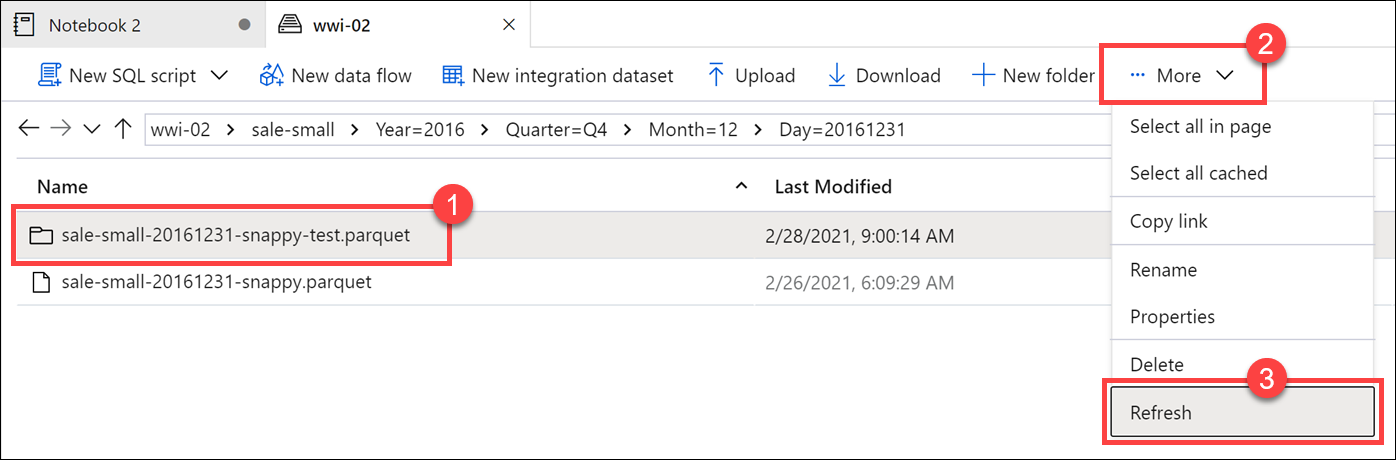 Notebook 2
wwi-02
New SQL script
New data flow
New integration dataset
Upload
Download
New folder
More
2
wwi-02 > sale-small > Year=2016 > Quarter=Q4 > Month=12 > Day=20161231
Name
Last Modified
1
sale-small-20161231-snappy-test.parquet
2/28/2021, 9:00:14 AM
sale-small-20161231-snappy.parquet
2/26/2021, 6:09:29 AM
Select all in page
Select all cached
Copy link
Rename
Properties
Delete
3
Refresh